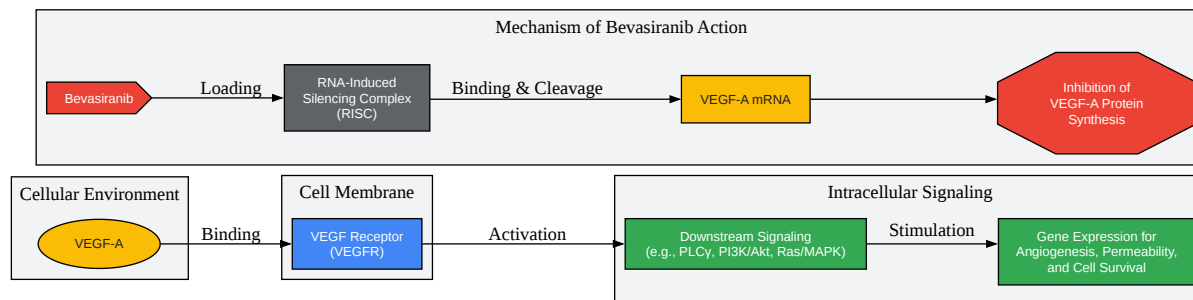 Mechanism of Bevasiranib Action
Bevasiranib
Loading
RNA-Induced
Silencing Complex
(RISC)
Binding & Cleavage
VEGF-A mRNA
Inhibition of
VEGF-A Protein
Synthesis
Cellular Environment
VEGF-A
Binding
Cell Membrane
VEGF Receptor
(VEGFR)
Activation
Intracellular Signaling
Downstream Signaling
(e.g., PLCγ, PI3K/Akt, Ras/MAPK)
Stimulation
Gene Expression for
Angiogenesis, Permeability,
and Cell Survival